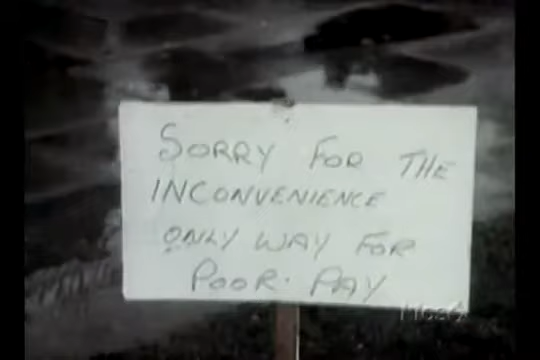 SORRY FOR THE
INCONVENIENCE
ONLY WAY FOR
POOR. PAY